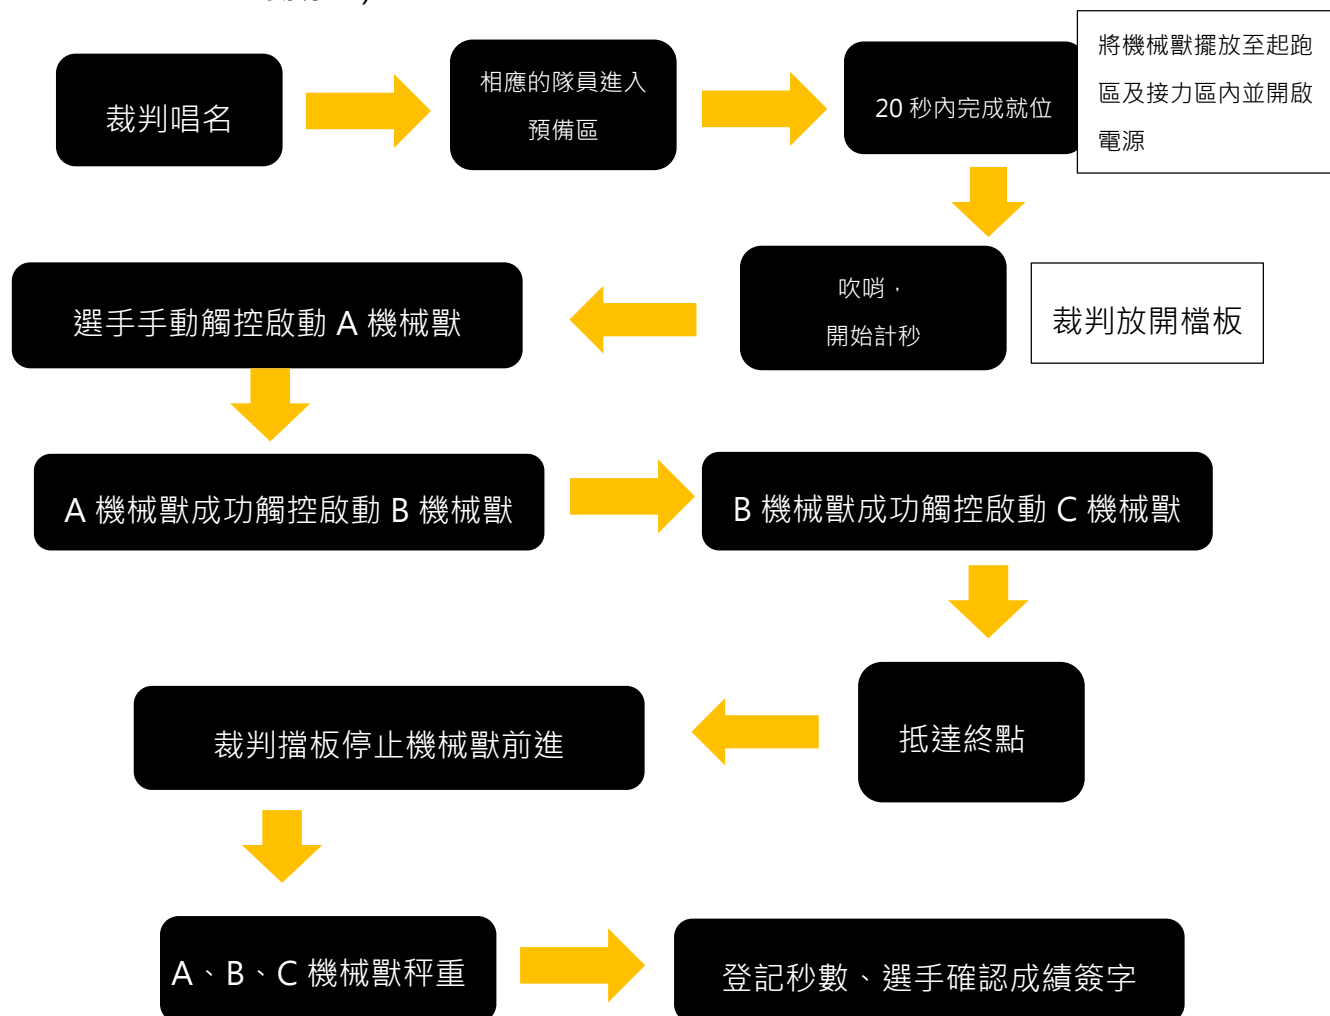 裁判唱名
相應的隊員進入
預備區
20 秒內完成就位
將機械獸擺放至起跑
區及接力區內並開啟
電源
吹哨，
開始計秒
裁判放開檔板
選手手動觸控啟動 A 機械獸
A 機械獸成功觸控啟動 B 機械獸
B 機械獸成功觸控啟動 C 機械獸
抵達終點
裁判擋板停止機械獸前進
A、B、C 機械獸秤重
登記秒數、選手確認成績簽字